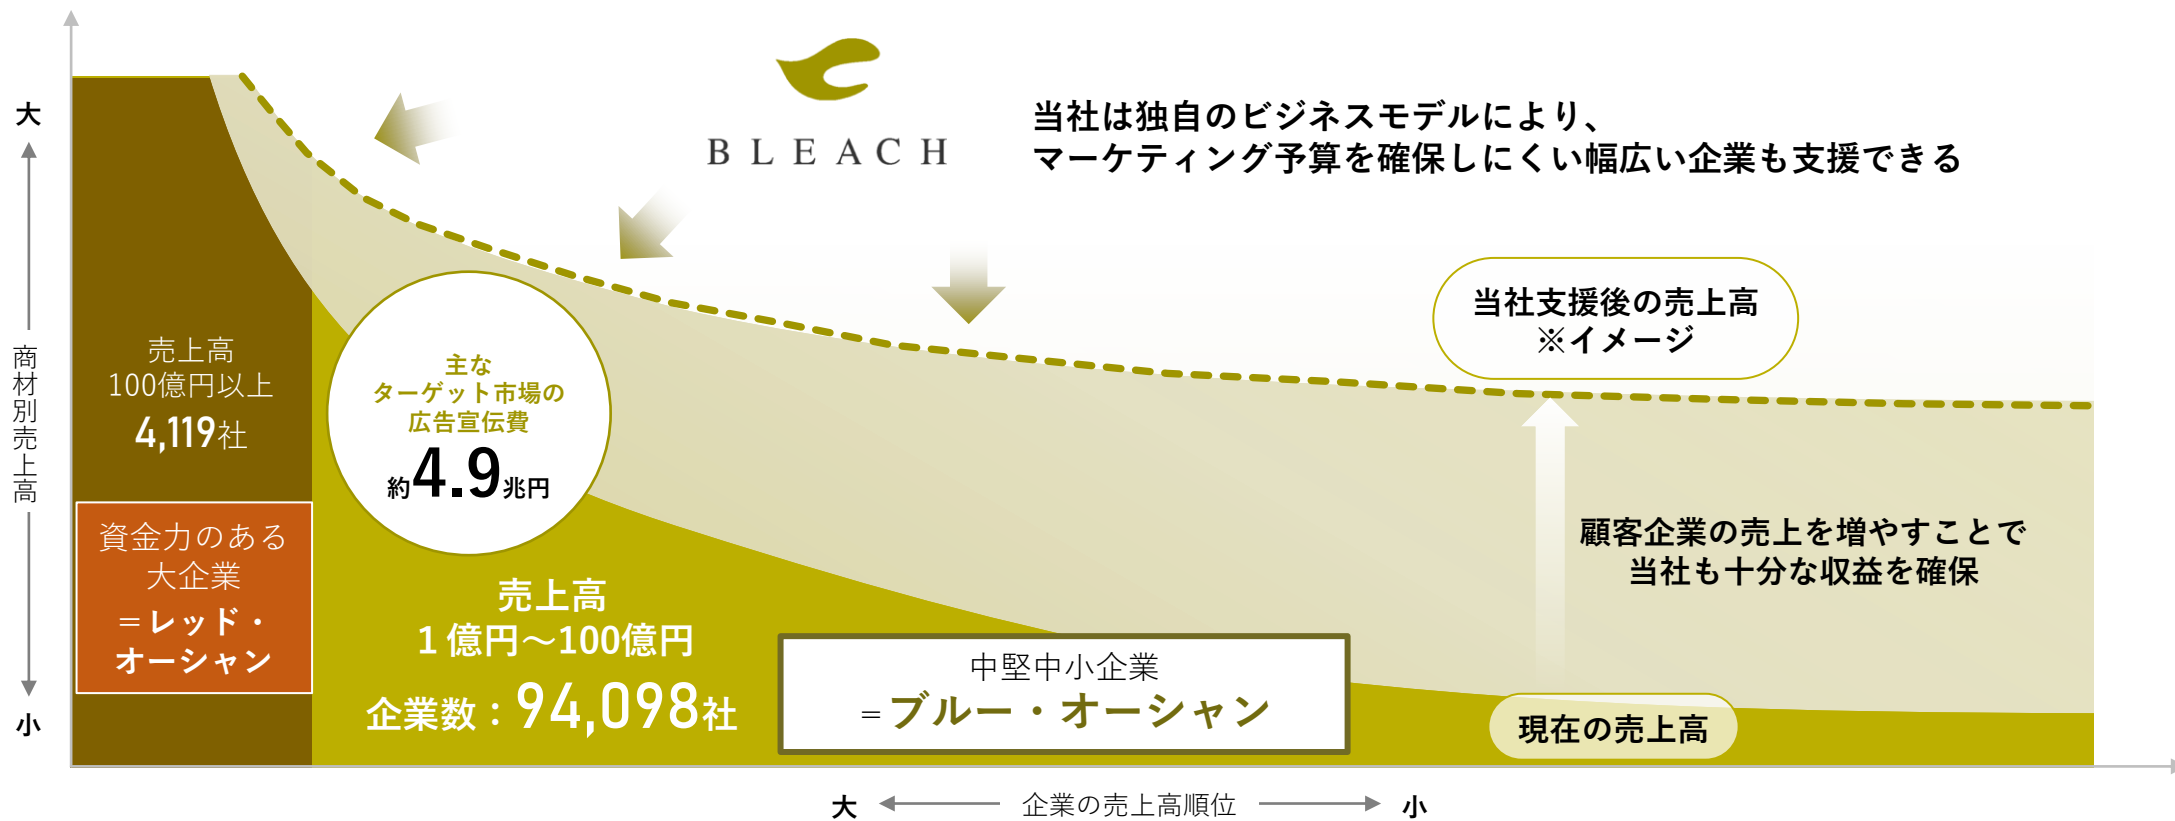 大
商材別売上高
小
BLEACH
当社は独自のビジネスモデルにより、
マーケティング予算を確保しにくい幅広い企業も支援できる
当社支援後の売上高
※イメージ
売上高
100億円以上
4,119社
資金力のある
大企業
＝レッド・
オーシャン
主な
ターゲット市場の
広告宣伝費
約4.9兆円
売上高
１億円～100億円
企業数：94,098社
中堅中小企業
＝ブルー・オーシャン
顧客企業の売上を増やすことで
当社も十分な収益を確保
現在の売上高
大 企業の売上高順位 小